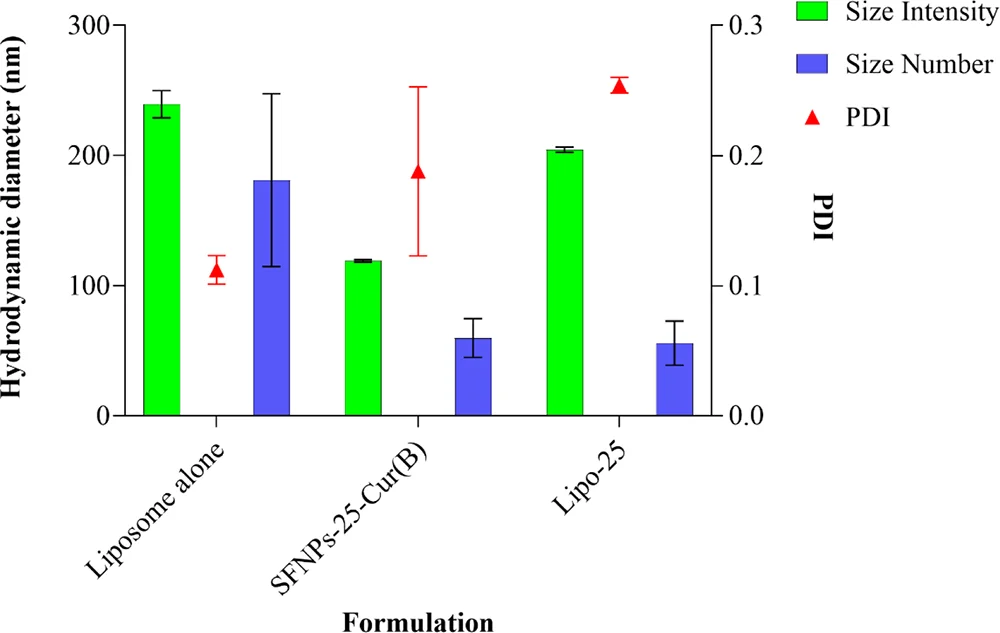 Hydrodynamic diameter (nm)
300
200
100
0
0.3
0.2
0.1
0.0
PDI
Size Intensity
Size Number
PDI
Liposome alone
SFNPs-25-Cur(B)
Lipo-25
Formulation